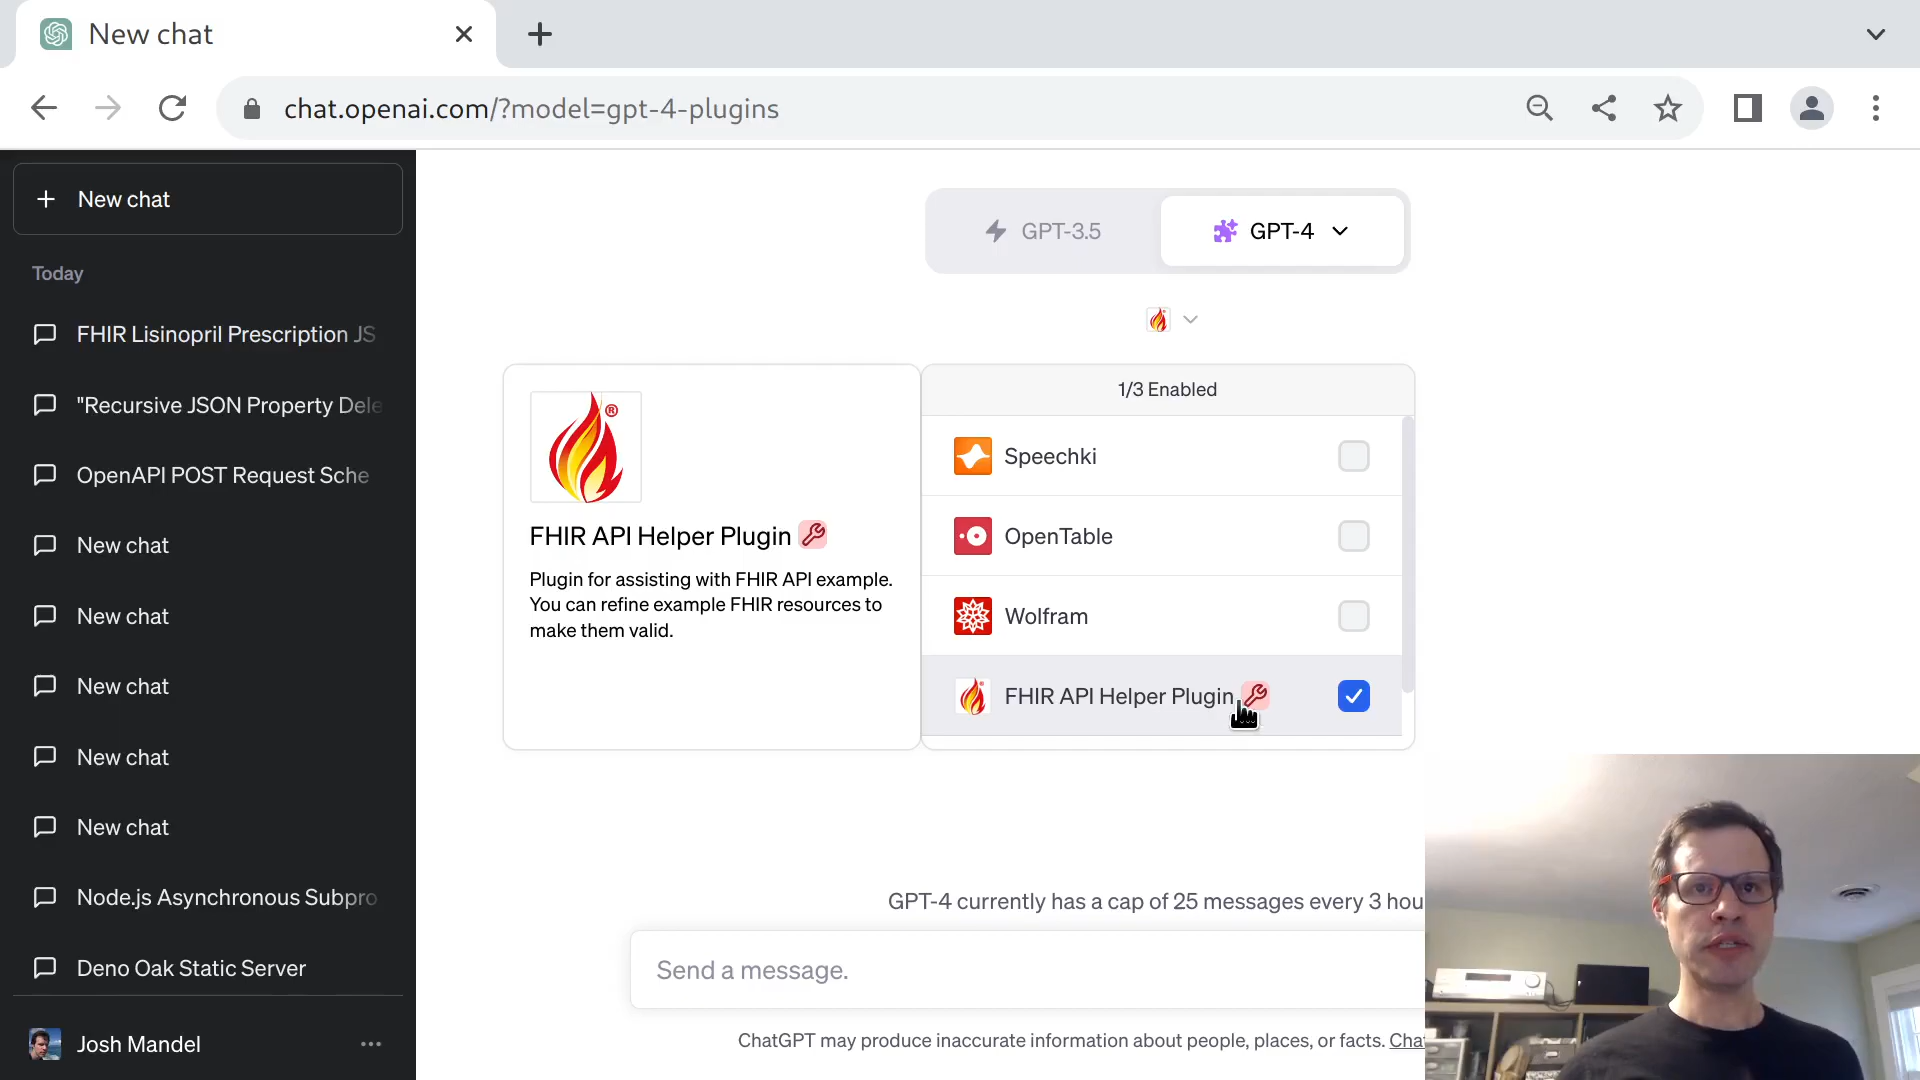 New chat
chat.openai.com/?model=gpt-4-plugins
New chat
Today
FHIR Lisinopril Prescription JS
"Recursive JSON Property Dele
OpenAPI POST Request Sche
New chat
New chat
New chat
New chat
New chat
Node.js Asynchronous Subpro
Deno Oak Static Server
Josh Mandel
GPT-3.5
GPT-4
FHIR API Helper Plugin
Plugin for assisting with FHIR API example.
You can refine example FHIR resources to
make them valid.
1/3 Enabled
Speechki
OpenTable
Wolfram
FHIR API Helper Plugin
GPT-4 currently has a cap of 25 messages every 3 hou
Send a message.
ChatGPT may produce inaccurate information about people, places, or facts. Cha